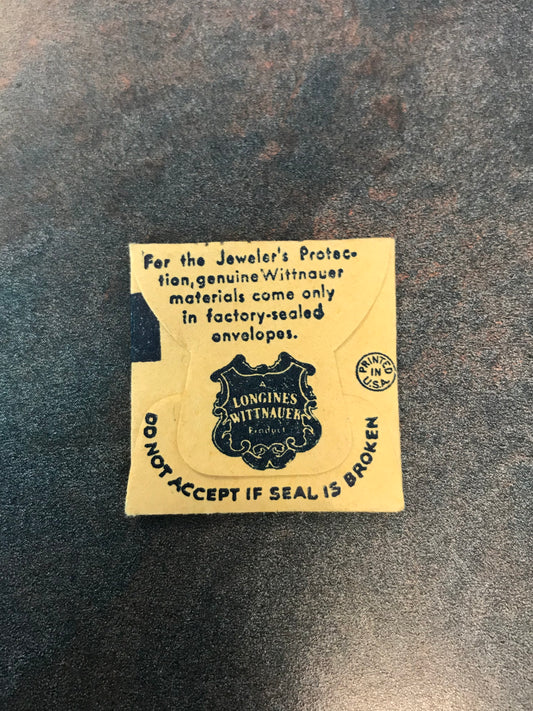 For the Jeweler's Protec-
tion, genuine Wittnauer
materials come only
in factory-sealed
envelopes.
PRINTED
IN
U.S.A.
A
LONGINES
WITTNAUER
Product
DO NOT ACCEPT IF SEAL IS BROKEN